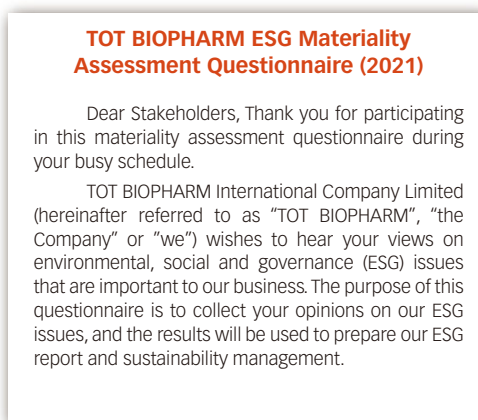 TOT BIOPHARM ESG Materiality
Assessment Questionnaire (2021)
Dear Stakeholders, Thank you for participating
in this materiality assessment questionnaire during
your busy schedule.
TOT BIOPHARM International Company Limited
(hereinafter referred to as “TOT BIOPHARM”, “the
Company” or ”we”) wishes to hear your views on
environmental, social and governance (ESG) issues
that are important to our business. The purpose of this
questionnaire is to collect your opinions on our ESG
issues, and the results will be used to prepare our ESG
report and sustainability management.